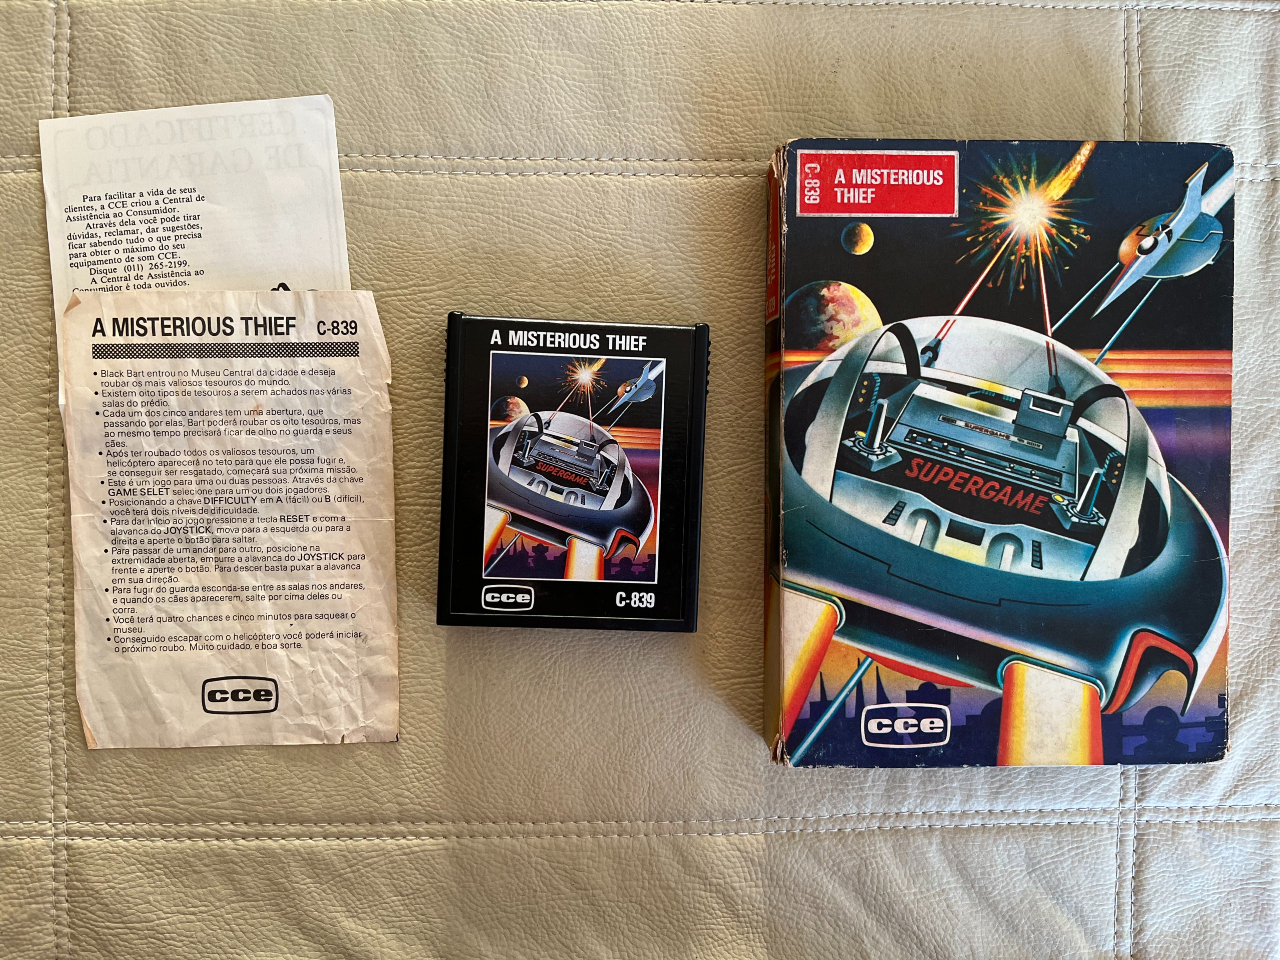 CERTIFICADO
DE GARANTIA
Para facilitar a vida de seus
clientes, a CCE criou a Central de
Assistência ao Consumidor.
Através dela você pode tirar
dúvidas, reclamar, dar sugestões,
ficar sabendo tudo o que precisa
para obter o máximo do seu
equipamento de som CCE.
Disque (011) 265-2199.
A Central de Assistência ao
Consumidor é toda ouvidos.
A MISTERIOUS THIEF C-839
• Black Bart entrou no Museu Central da cidade e deseja
roubar os mais valiosos tesouros do mundo.
• Existem oito tipos de tesouros a serem achados nas várias
salas do prédio.
• Cada um dos cinco andares tem uma abertura, que
passando por elas, Bart poderá roubar os oito tesouros, mas
ao mesmo tempo precisará ficar de olho no guarda e seus
cães.
• Após ter roubado todos os valiosos tesouros, um
helicóptero aparecerá no teto para que ele possa fugir e,
se conseguir ser resgatado, começará sua próxima missão.
• Este é um jogo para uma ou duas pessoas. Através da chave
GAME SELET selecione para um ou dois jogadores.
• Posicionando a chave DIFFICULTY em A (fácil) ou B (difícil),
você terá dois níveis de dificuldade.
• Para dar início ao jogo pressione a tecla RESET e com a
alavanca do JOYSTICK, mova para a esquerda ou para a
direita e aperte o botão para saltar.
• Para passar de um andar para outro, posicione na
extremidade aberta, empurre a alavanca do JOYSTICK para
frente e aperte o botão. Para descer basta puxar a alavanca
em sua direção.
• Para fugir do guarda esconda-se entre as salas nos andares,
e quando os cães aparecerem, salte por cima deles ou
corra.
• Você terá quatro chances e cinco minutos para saquear o
museu.
• Conseguido escapar com o helicóptero você poderá iniciar
o próximo roubo. Muito cuidado, e boa sorte.
cce
A MISTERIOUS THIEF
SUPERGAME
cce
C-839
C-839
A MISTERIOUS
THIEF
SUPERGAME
SUPERGAME
cce